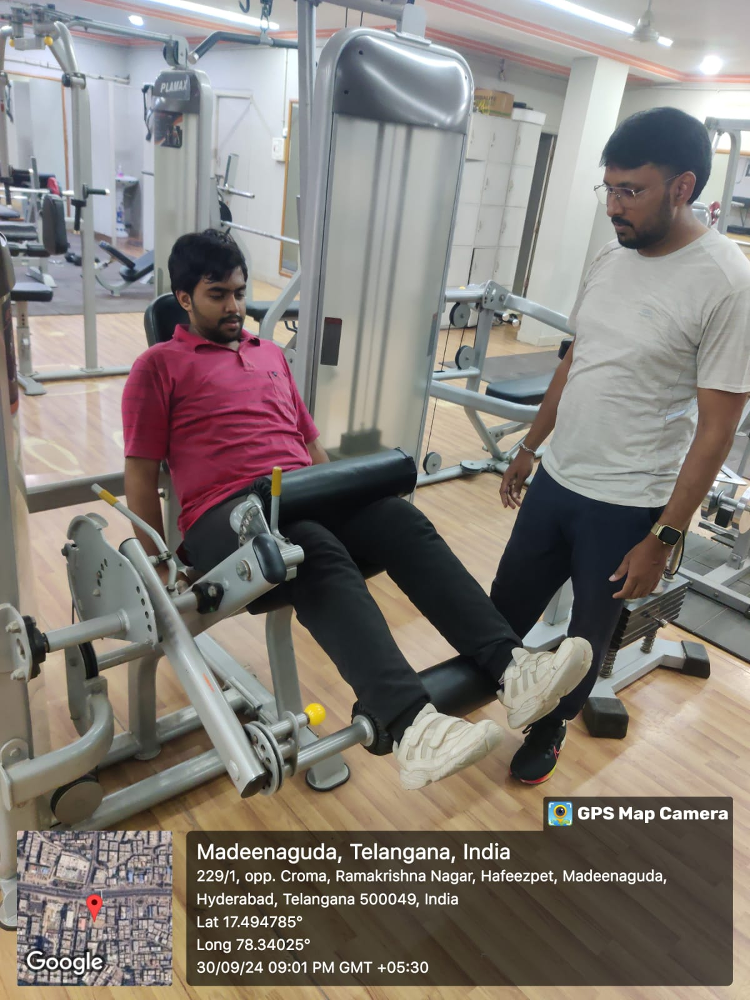 PLAMAX
GPS Map Camera
Madeenaguda, Telangana, India
229/1, opp. Croma, Ramakrishna Nagar, Hafeezpet, Madeenaguda,
Hyderabad, Telangana 500049, India
Lat 17.494785°
Long 78.34025°
30/09/24 09:01 PM GMT +05:30
Google